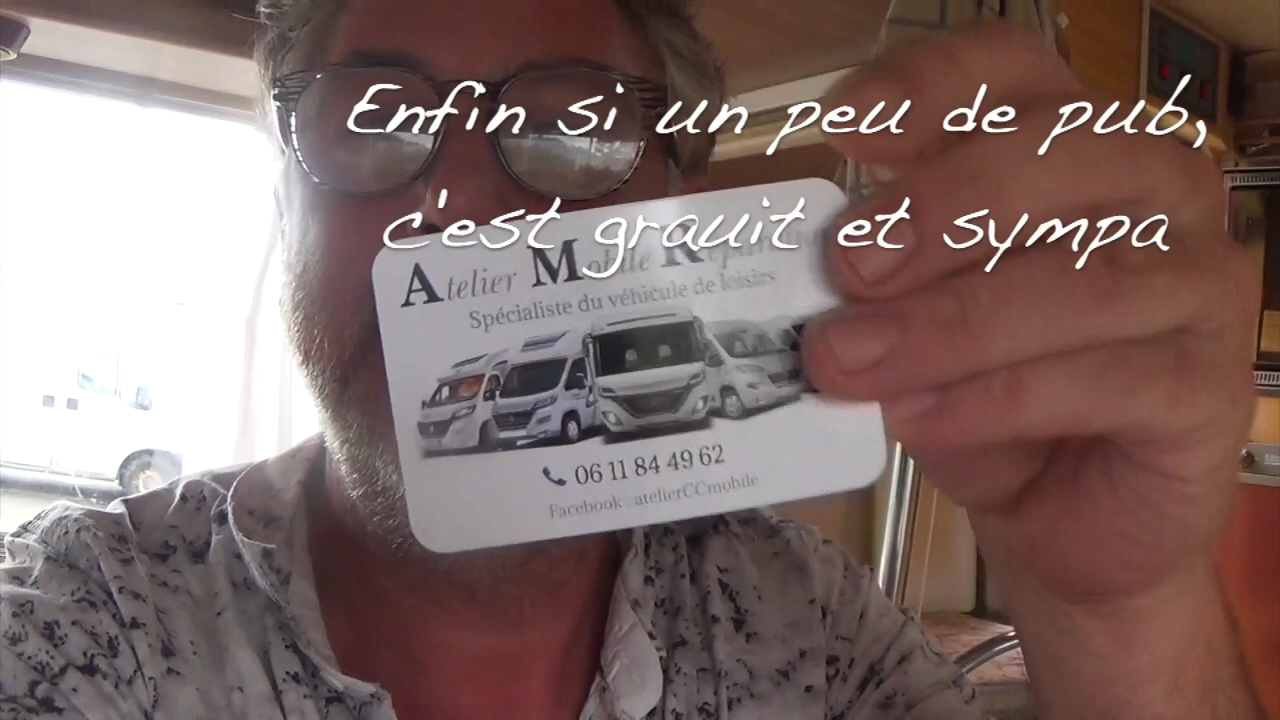 Enfin si un peu de pub,
c'est grauit et sympa
Atelier Mobile
Spécialiste du véhicule de loisirs
06 11 84 49 62
Facebook : atelierCCmobile